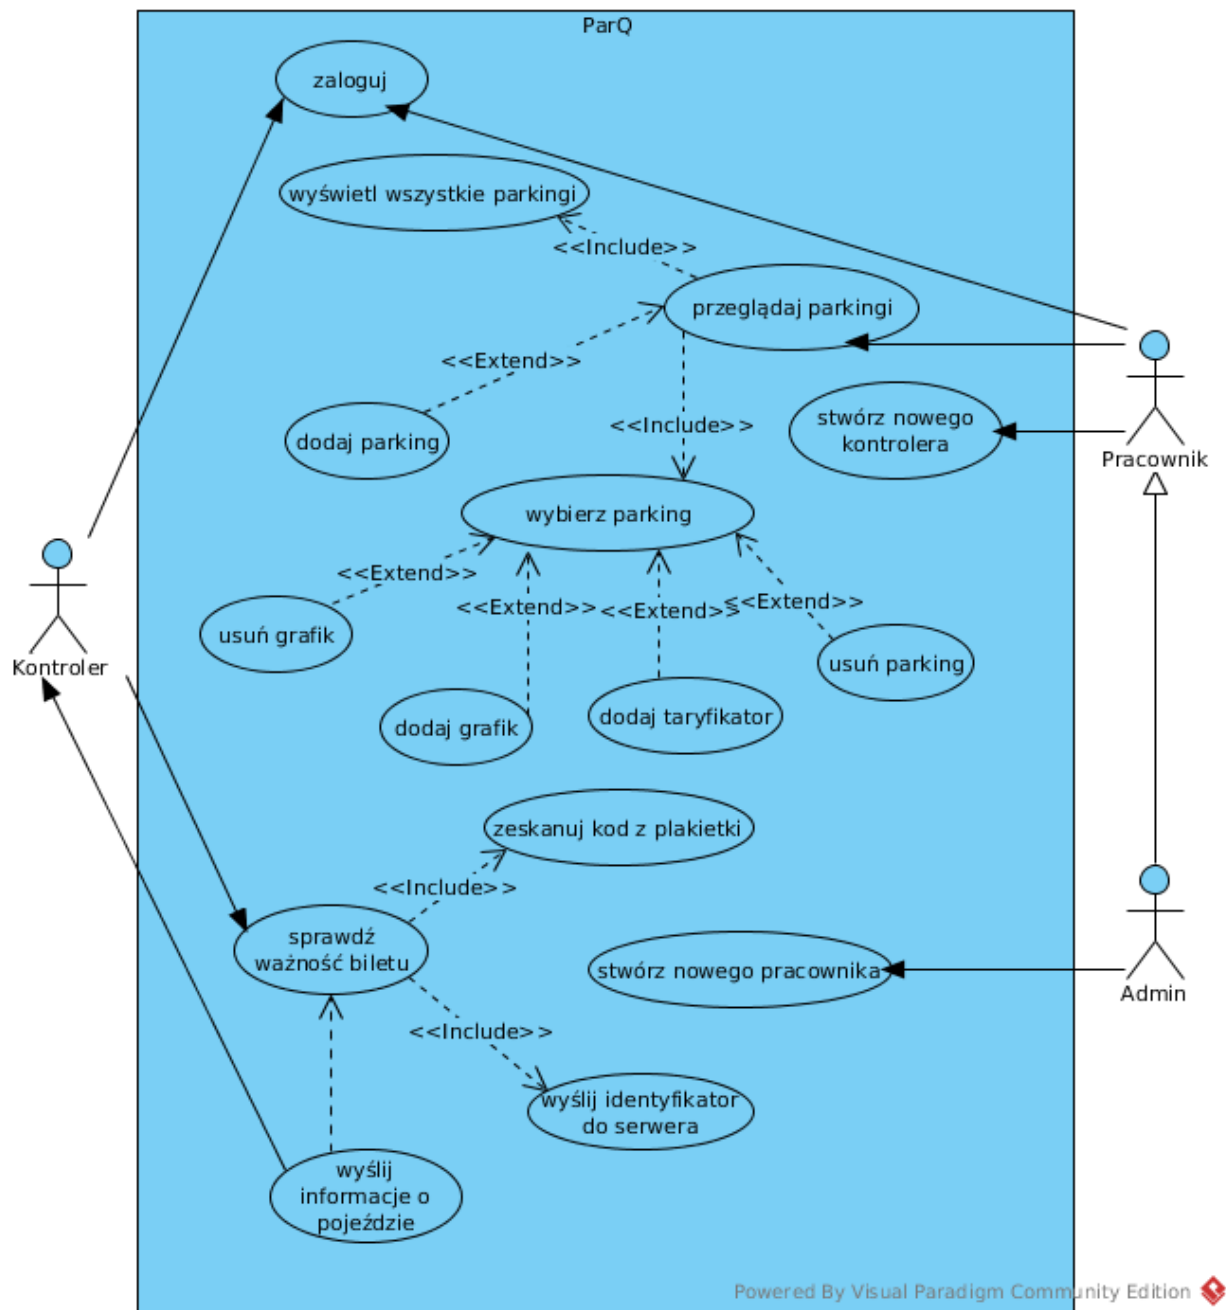 ParQ
zaloguj
wyświetl wszystkie parkingi
<<Include>>
przeglądaj parkingi
<<Extend>>
dodaj parking
<<Include>>
stwórz nowego
kontrolera
Pracownik
wybierz parking
<<Extend>>
<<Extend>>
<<Extend>>
<<Extend>>
usuń grafik
Kontroler
usuń parking
dodaj grafik
dodaj taryfikator
zeskanuj kod z plakietki
<<Include>>
sprawdź
ważność biletu
stwórz nowego pracownika
Admin
<<Include>>
wyślij identyfikator
do serwera
wyślij
informacje o
pojeździe
Powered By Visual Paradigm Community Edition